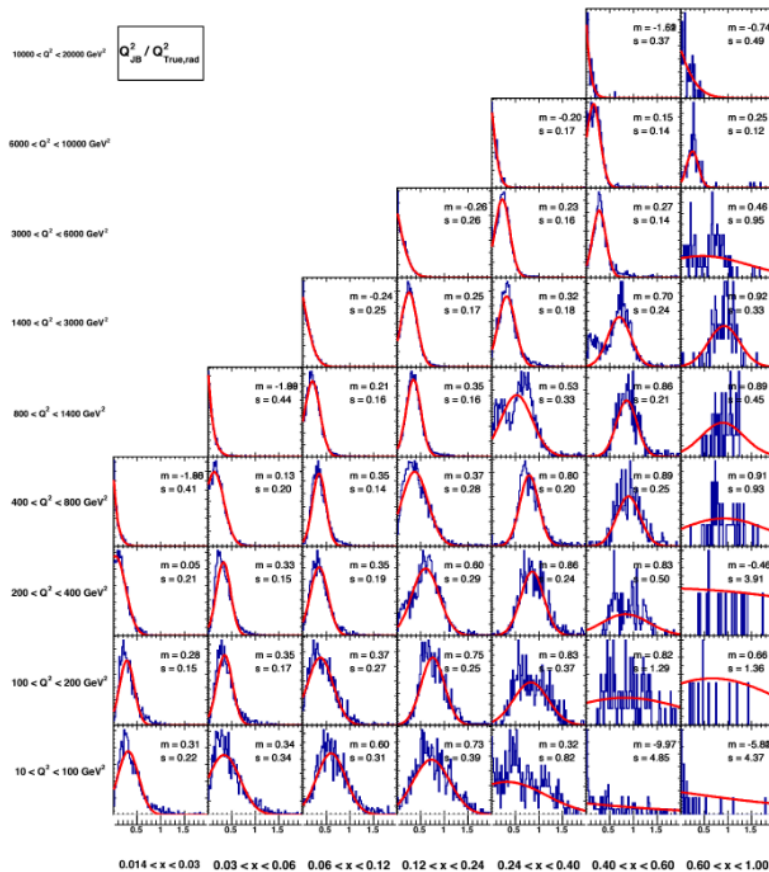 10000 < Q² < 20000 GeV²
Q²JB / Q²True,rad
m = -1.69
s = 0.37
m = -0.74
s = 0.49
6000 < Q² < 10000 GeV²
m = -0.20
s = 0.17
m = 0.15
s = 0.14
m = 0.25
s = 0.12
3000 < Q² < 6000 GeV²
m = -0.26
s = 0.26
m = 0.23
s = 0.16
m = 0.27
s = 0.14
m = 0.46
s = 0.95
1400 < Q² < 3000 GeV²
m = -0.24
s = 0.25
m = 0.25
s = 0.17
m = 0.32
s = 0.18
m = 0.70
s = 0.24
m = 0.92
s = 0.33
800 < Q² < 1400 GeV²
s = 0.44
m = 0.21
s = 0.16
m = 0.35
s = 0.16
m = 0.53
s = 0.33
m = 0.86
s = 0.21
m = 0.89
s = 0.45
400 < Q² < 800 GeV²
m = -1.86
s = 0.41
m = 0.13
s = 0.20
m = 0.35
s = 0.14
m = 0.37
s = 0.28
m = 0.80
s = 0.20
m = 0.89
s = 0.25
m = 0.91
s = 0.93
200 < Q² < 400 GeV²
m = 0.05
s = 0.21
m = 0.33
s = 0.15
m = 0.35
s = 0.19
m = 0.60
s = 0.29
m = 0.86
s = 0.24
m = 0.83
s = 0.50
m = -0.46
s = 3.91
100 < Q² < 200 GeV²
m = 0.28
s = 0.15
m = 0.35
s = 0.17
m = 0.37
s = 0.27
m = 0.75
s = 0.25
m = 0.83
s = 0.37
m = 0.82
s = 1.29
m = 0.66
s = 1.36
10 < Q² < 100 GeV²
m = 0.31
s = 0.22
m = 0.34
s = 0.34
m = 0.60
s = 0.31
m = 0.73
s = 0.39
m = 0.32
s = 0.82
m = -9.97
s = 4.85
s = 4.37
0.5 1 1.5 0.5 1 1.5 0.5 1 1.5 0.5 1 1.5 0.5 1 1.5 0.5 1 1.5 0.5 1 1.5
0.014 < x < 0.03 0.03 < x < 0.06 0.06 < x < 0.12 0.12 < x < 0.24 0.24 < x < 0.40 0.40 < x < 0.60 0.60 < x < 1.00